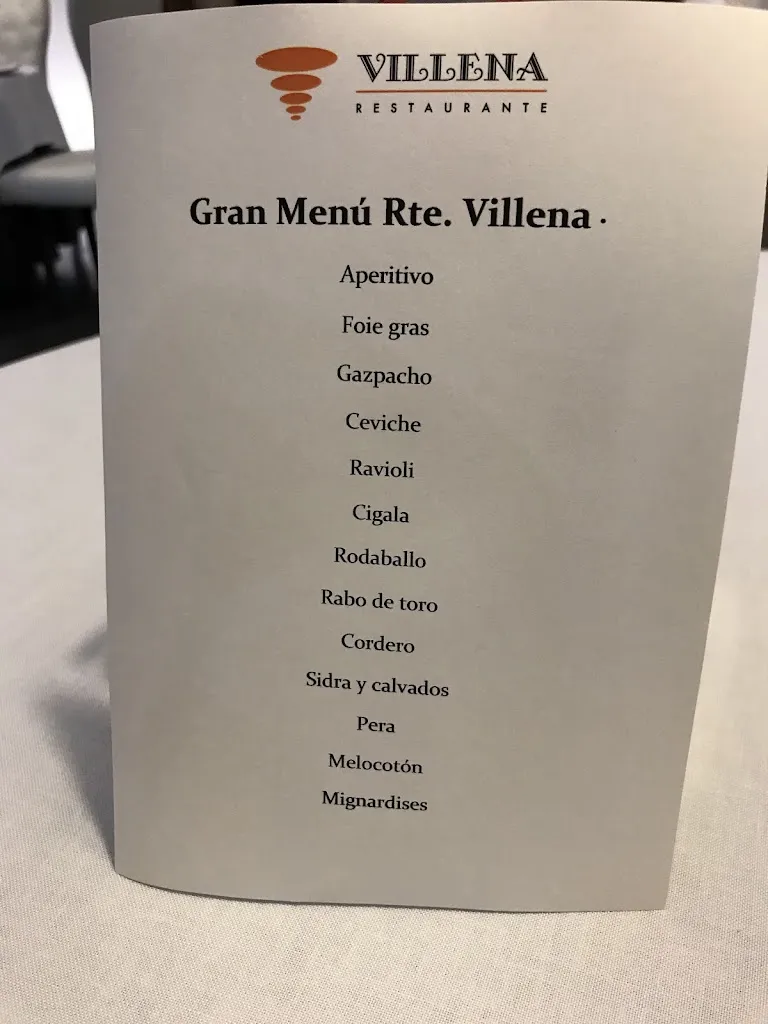 VILLENA
RESTAURANTE
Gran Menú Rte. Villena .
Aperitivo
Foie gras
Gazpacho
Ceviche
Ravioli
Cigala
Rodaballo
Rabo de toro
Cordero
Sidra y calvados
Pera
Melocotón
Mignardises